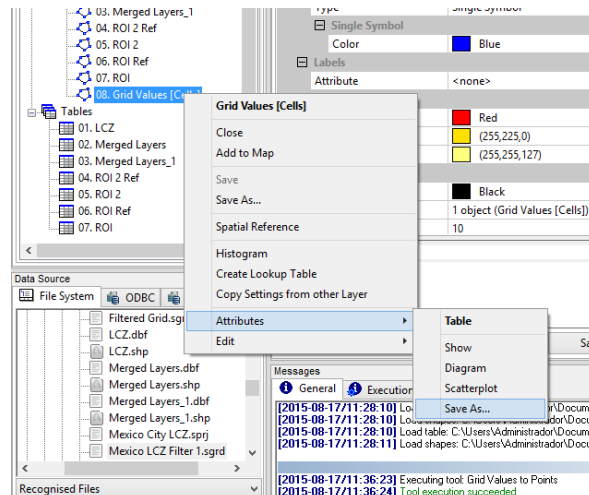 03. Merged Layers_1
04. ROI 2 Ref
05. ROI 2
06. ROI Ref
07. ROI
08. Grid Values [Cells]
Tables
01. LCZ
02. Merged Layers
03. Merged Layers_1
04. ROI 2 Ref
05. ROI 2
06. ROI Ref
07. ROI
Type
Single Symbol
Single Symbol
Color
Blue
Labels
Attribute
<none>
Red
(255,225,0)
(255,255,127)
Black
1 object (Grid Values [Cells])
10
Grid Values [Cells]
Close
Add to Map
Save
Save As...
Spatial Reference
Histogram
Create Lookup Table
Copy Settings from other Layer
Attributes
Edit
Table
Show
Diagram
Scatterplot
Save As...
Data Source
File System
ODBC
Filtered Grid.sgr
LCZ.dbf
LCZ.shp
Merged Layers.dbf
Merged Layers.shp
Merged Layers_1.dbf
Merged Layers_1.shp
Mexico City LCZ.sprj
Mexico LCZ Filter 1.sgrd
Recognised Files
Sa
Messages
General
Execution
[2015-08-17/11:28:10] Loa
[2015-08-17/11:28:10] Load shapes: C:\Users\Administrador\Docum
[2015-08-17/11:28:10] Load table: C:\Users\Administrador\Docum
[2015-08-17/11:28:11] Load shapes: C:\Users\Administrador\Docu
[2015-08-17/11:36:23] Executing tool: Grid Values to Points
[2015-08-17/11:36:24] Tool execution succeeded